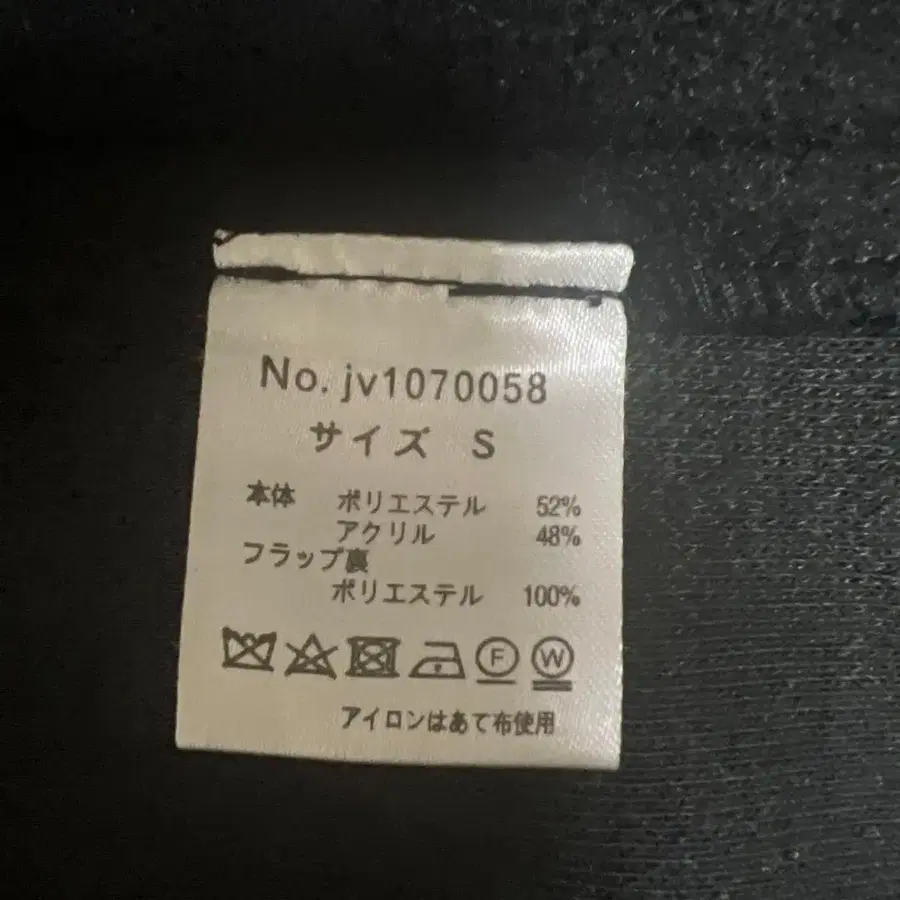 No. jv1070058
サイズ S
本体 ポリエステル 52%
アクリル 48%
フラップ裏
ポリエステル 100%
F W
アイロンはあて布使用